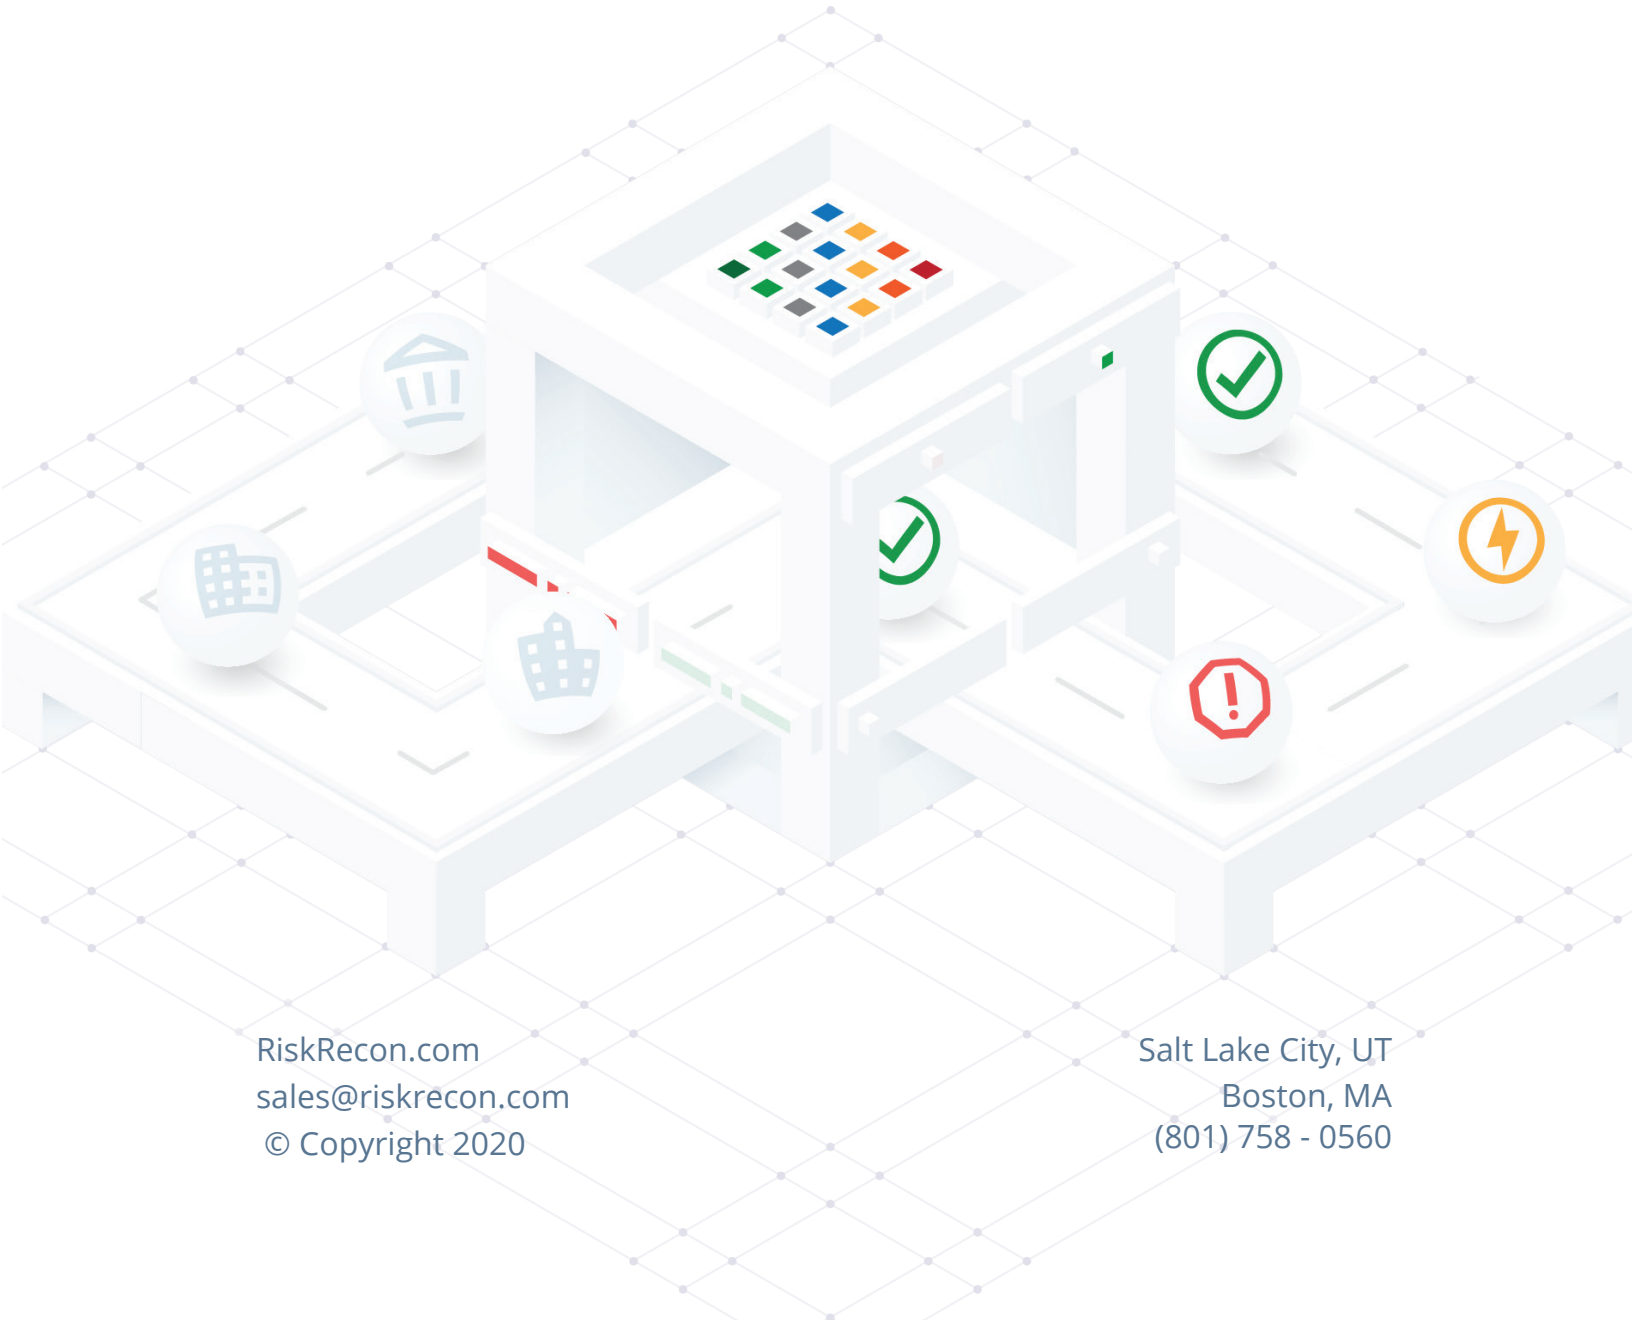 RiskRecon.com
sales@riskrecon.com
© Copyright 2020
Salt Lake City, UT
Boston, MA
(801) 758 - 0560